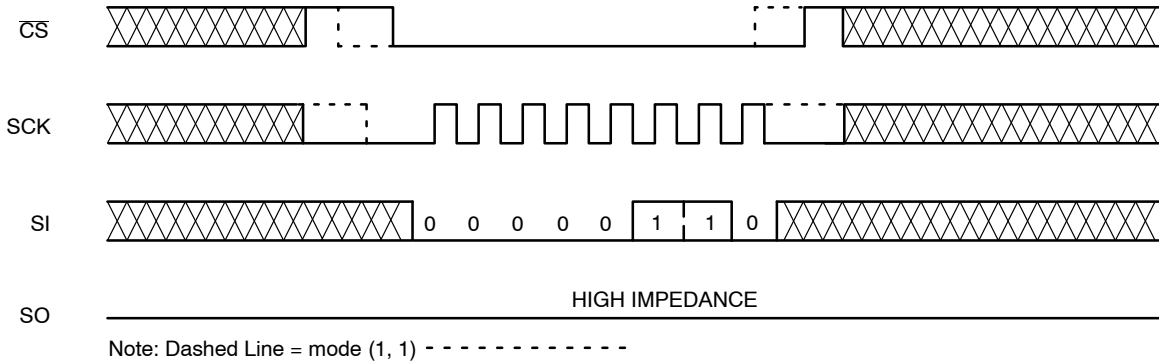 CS
SCK
SI 0 0 0 0 0 1 1 0
HIGH IMPEDANCE
SO
Note: Dashed Line = mode (1, 1)